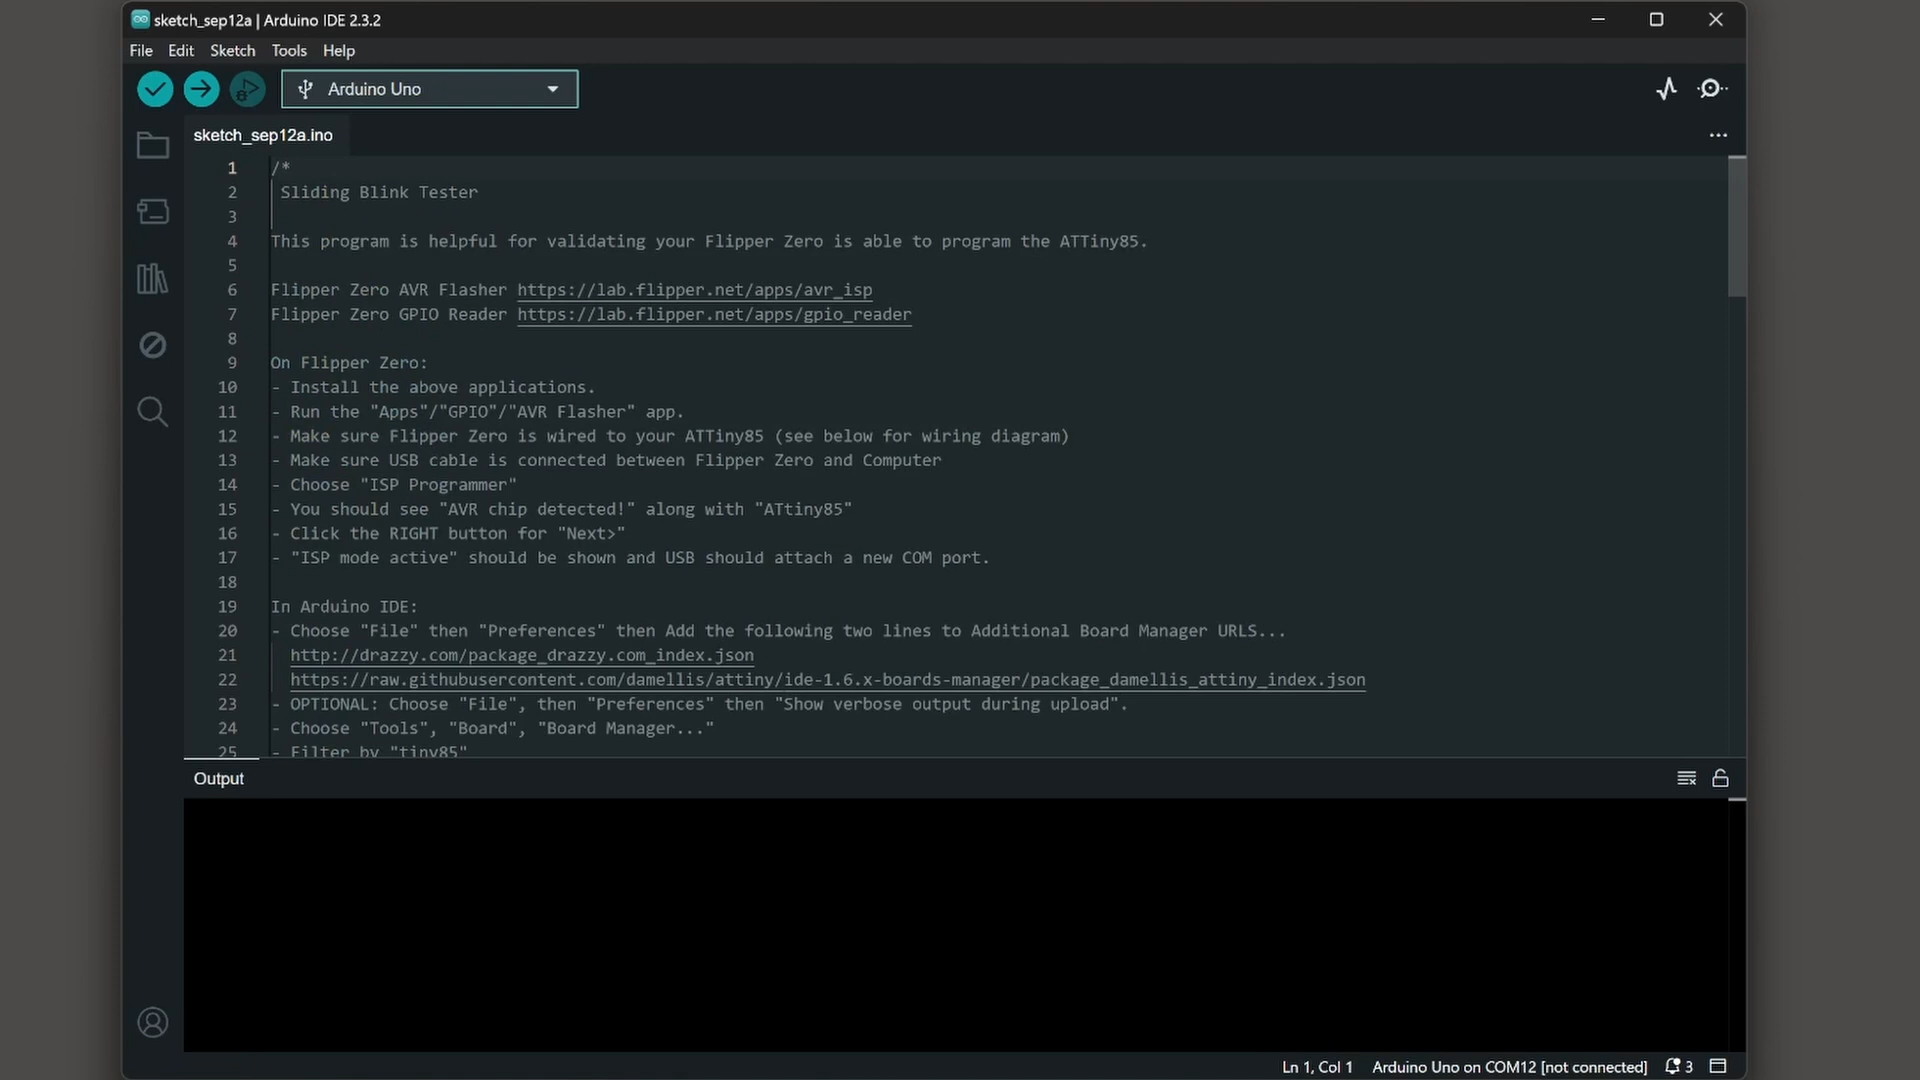 sketch_sep12a | Arduino IDE 2.3.2
File Edit Sketch Tools Help
Arduino Uno
sketch_sep12a.ino
1 /*
2 Sliding Blink Tester
3
4 This program is helpful for validating your Flipper Zero is able to program the ATTiny85.
5
6 Flipper Zero AVR Flasher https://lab.flipper.net/apps/avr_isp
7 Flipper Zero GPIO Reader https://lab.flipper.net/apps/gpio_reader
8
9 On Flipper Zero:
10 - Install the above applications.
11 - Run the "Apps"/"GPIO"/"AVR Flasher" app.
12 - Make sure Flipper Zero is wired to your ATTiny85 (see below for wiring diagram)
13 - Make sure USB cable is connected between Flipper Zero and Computer
14 - Choose "ISP Programmer"
15 - You should see "AVR chip detected!" along with "ATtiny85"
16 - Click the RIGHT button for "Next>"
17 - "ISP mode active" should be shown and USB should attach a new COM port.
18
19 In Arduino IDE:
20 - Choose "File" then "Preferences" then Add the following two lines to Additional Board Manager URLS...
21 http://drazzy.com/package_drazzy.com_index.json
22 https://raw.githubusercontent.com/damellis/attiny/ide-1.6.x-boards-manager/package_damellis_attiny_index.json
23 - OPTIONAL: Choose "File", then "Preferences" then "Show verbose output during upload".
24 - Choose "Tools", "Board", "Board Manager..."
25 - Filter by "tiny85"
Output
Ln 1, Col 1 Arduino Uno on COM12 [not connected] 3